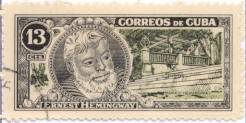 CORREOS DE CUBA
13
CTS.
ERNEST HEMINGWAY